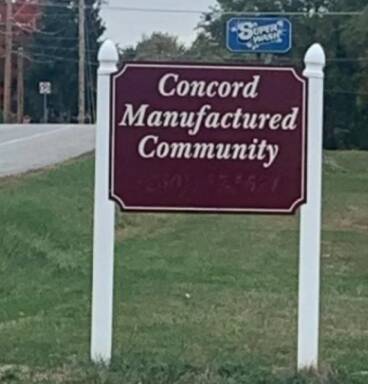 Super
Wash
Concord
Manufactured
Community